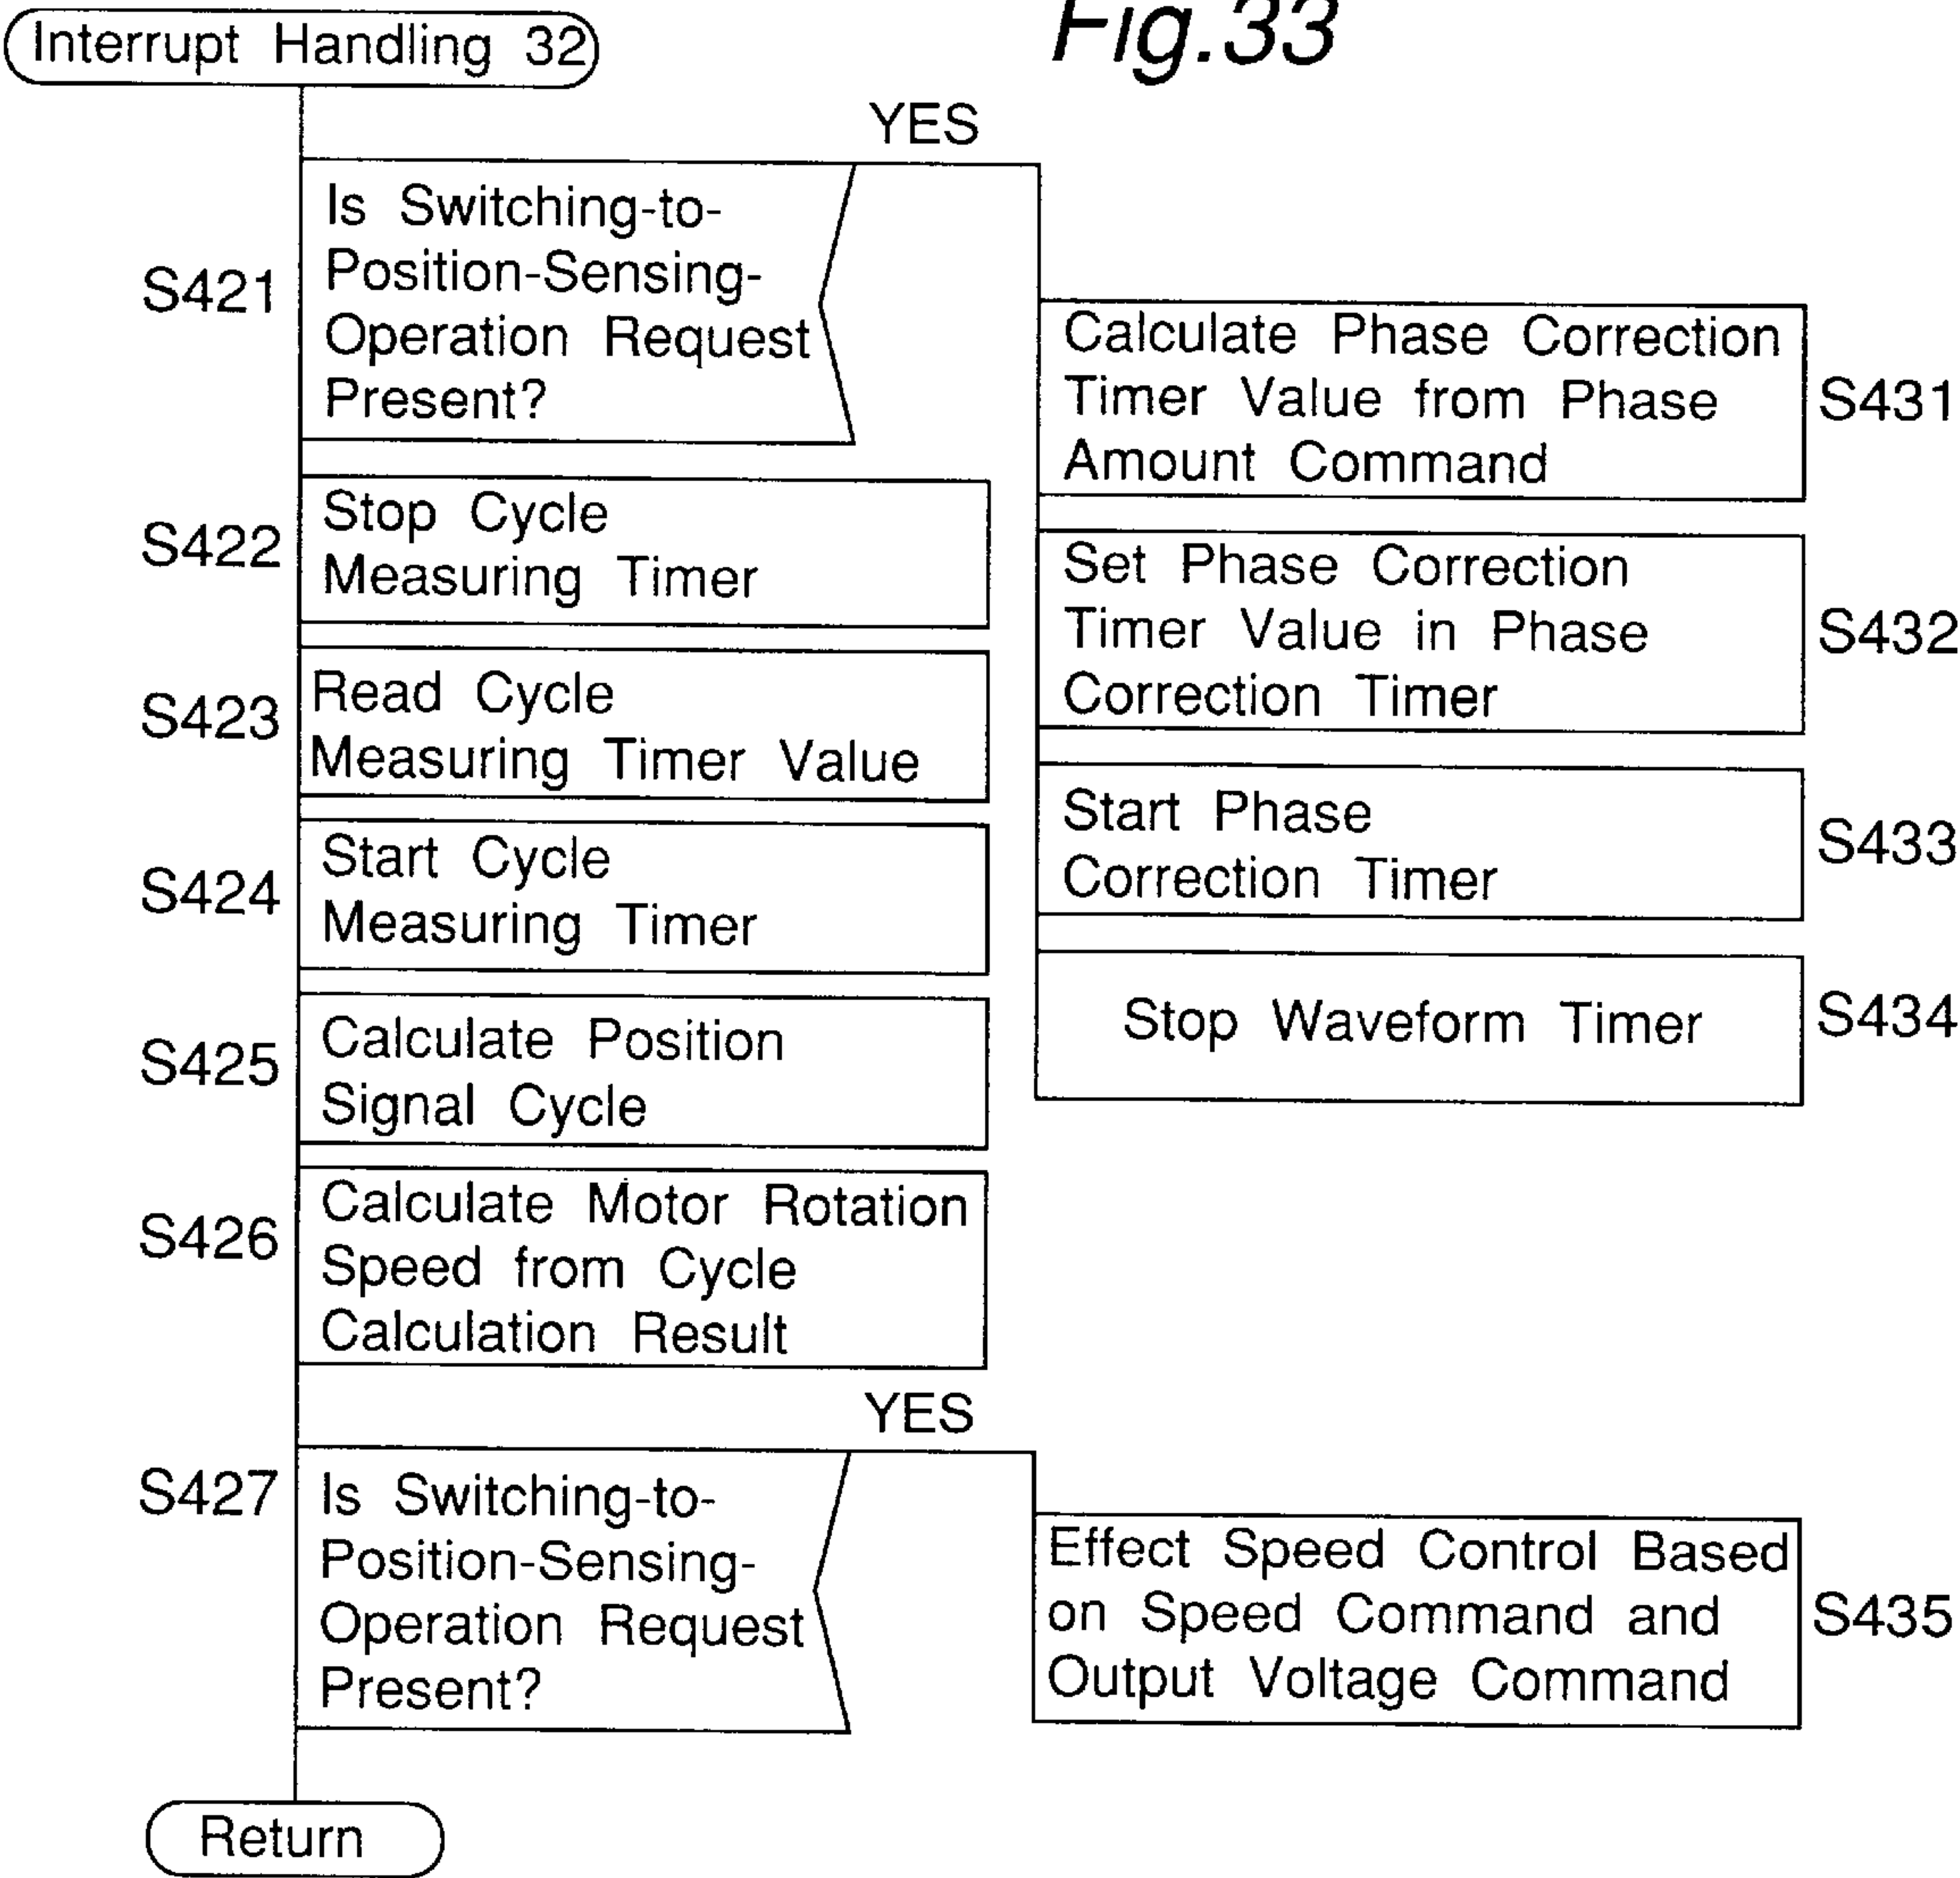 Fig.33
Interrupt Handling 32
YES
S421
Is Switching-to-
Position-Sensing-
Operation Request
Present?
Calculate Phase Correction
Timer Value from Phase
Amount Command
S431
Set Phase Correction
Timer Value in Phase
Correction Timer
S432
Start Phase
Correction Timer
S433
Stop Waveform Timer
S434
S422
Stop Cycle
Measuring Timer
S423
Read Cycle
Measuring Timer Value
S424
Start Cycle
Measuring Timer
S425
Calculate Position
Signal Cycle
S426
Calculate Motor Rotation
Speed from Cycle
Calculation Result
YES
S427
Is Switching-to-
Position-Sensing-
Operation Request
Present?
Effect Speed Control Based
on Speed Command and
Output Voltage Command
S435
Return